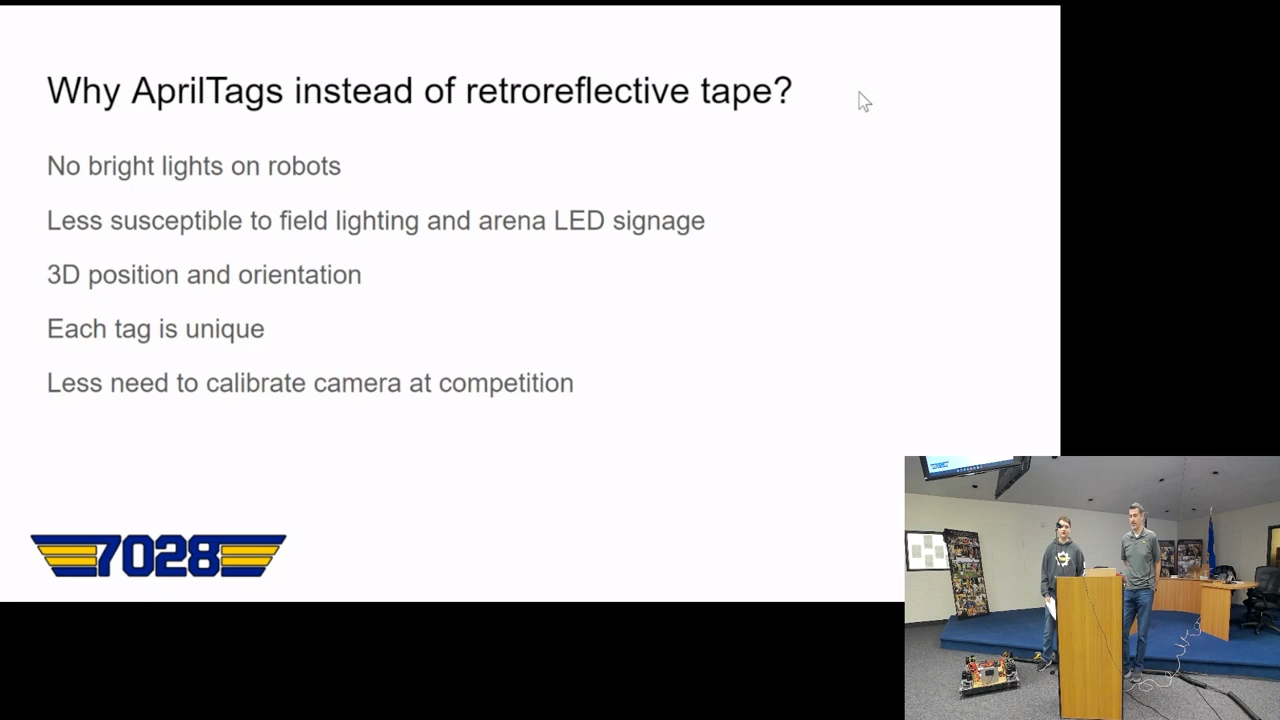 Why AprilTags instead of retroreflective tape?
No bright lights on robots
Less susceptible to field lighting and arena LED signage
3D position and orientation
Each tag is unique
Less need to calibrate camera at competition
7028